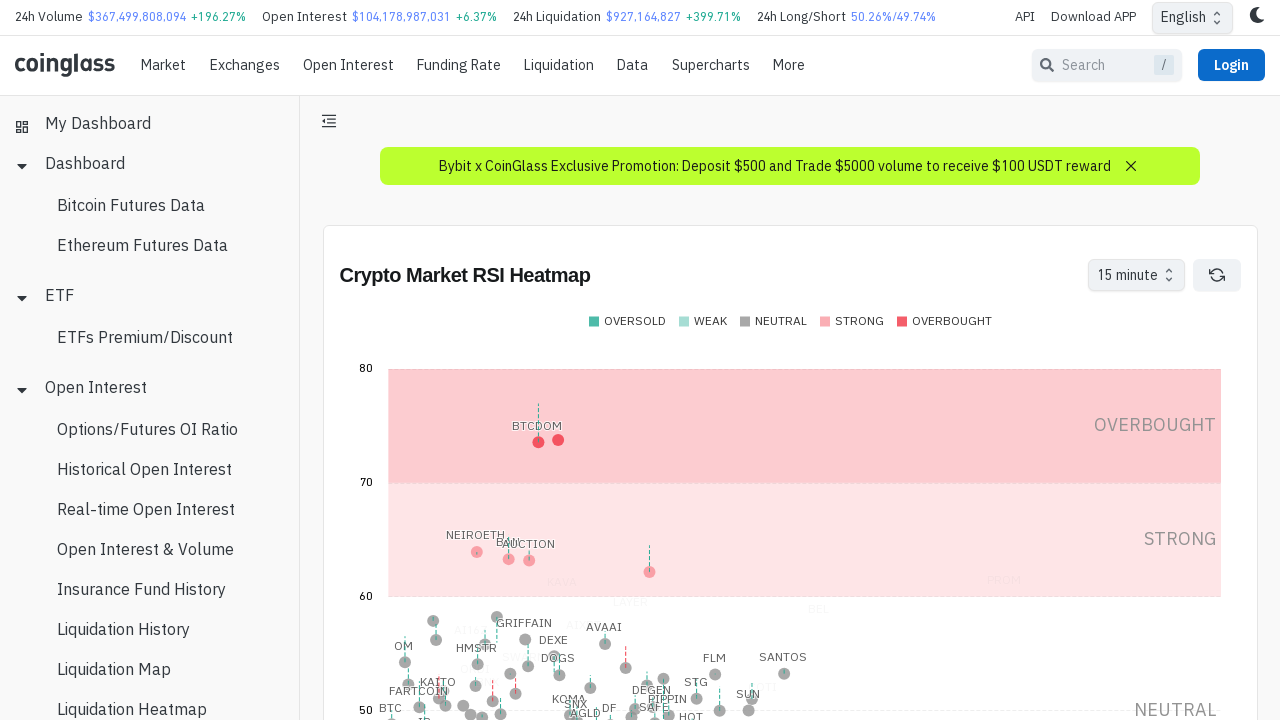 24h Volume $367,499,808,094 +196.27% Open Interest $104,178,987,031 +6.37% 24h Liquidation $927,164,827 +399.71% 24h Long/Short 50.26%/49.74% API Download APP English
coinglass Market Exchanges Open Interest Funding Rate Liquidation Data Supercharts More Search / Login
My Dashboard
Dashboard
Bitcoin Futures Data
Ethereum Futures Data
ETF
ETFs Premium/Discount
Open Interest
Options/Futures OI Ratio
Historical Open Interest
Real-time Open Interest
Open Interest & Volume
Insurance Fund History
Liquidation History
Liquidation Map
Liquidation Heatmap
Bybit x CoinGlass Exclusive Promotion: Deposit $500 and Trade $5000 volume to receive $100 USDT reward
Crypto Market RSI Heatmap
15 minute
OVERSOLD WEAK NEUTRAL STRONG OVERBOUGHT
80
OVERBOUGHT
BTCDOM
70
NEIROETH
AUCTION
STRONG
KAVA
60
BEL
GRIFFAIN
AVAAI
OM
HMSTR
DEXE
DOGS
FLM
SANTOS
KAITO
FARTCOIN
STG
DEGEN
SUN
BTC
KOMA
SNX
PIPPIN
AGLD
DF
SAFE
HOT
50
NEUTRAL